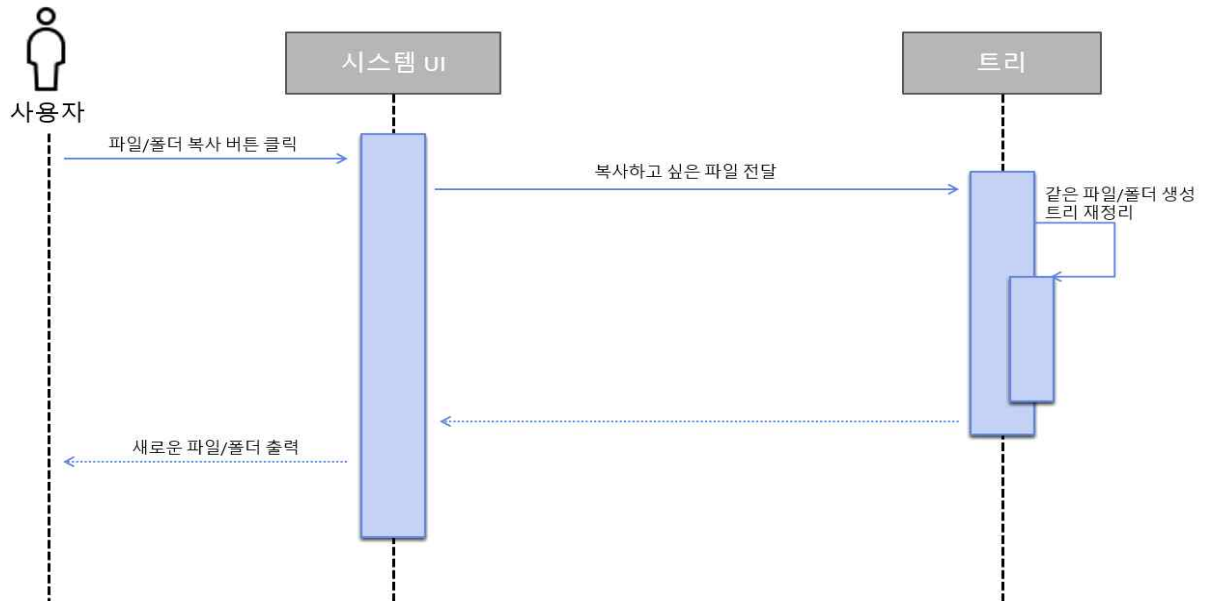 시스템 UI
트리
사용자
파일/폴더 복사 버튼 클릭
복사하고 싶은 파일 전달
같은 파일/폴더 생성
트리 재정리
새로운 파일/폴더 출력